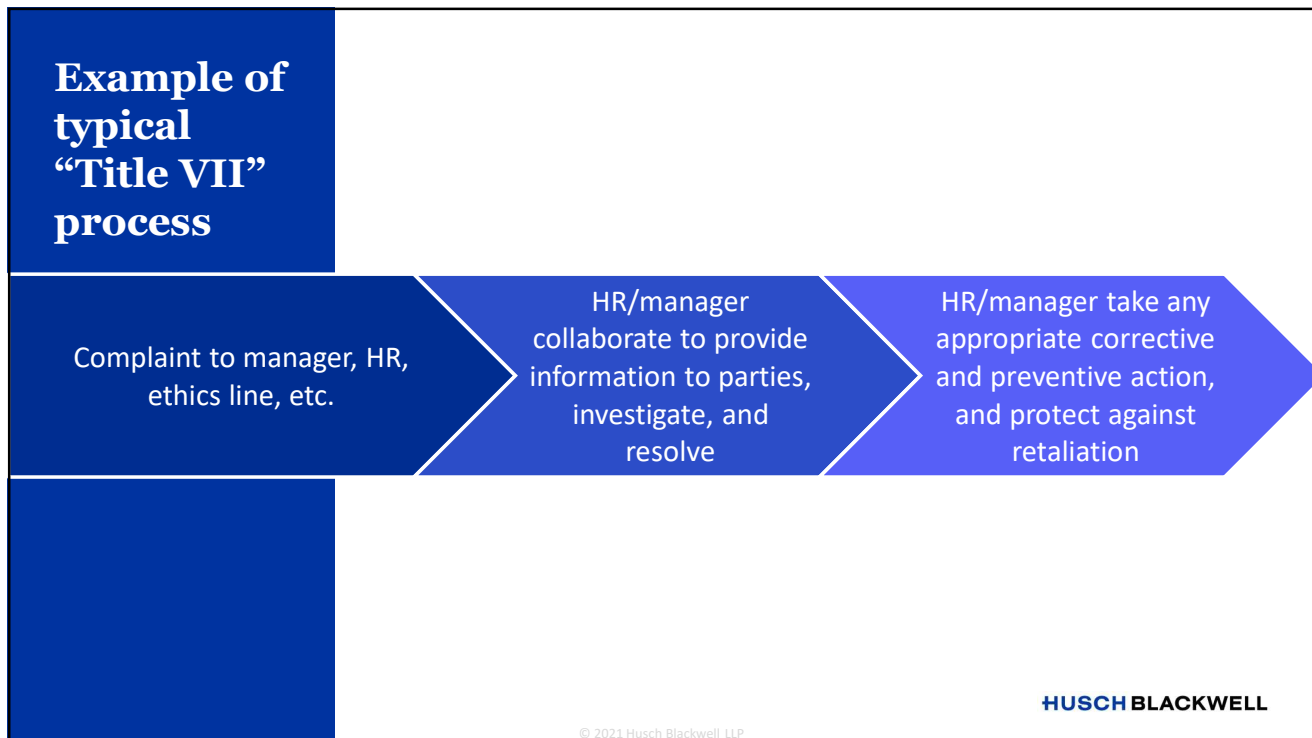 Example of
typical
“Title VII”
process
Complaint to manager, HR,
ethics line, etc.
HR/manager
collaborate to provide
information to parties,
investigate, and
resolve
HR/manager take any
appropriate corrective
and preventive action,
and protect against
retaliation
HUSCH BLACKWELL
© 2021 Husch Blackwell LLP